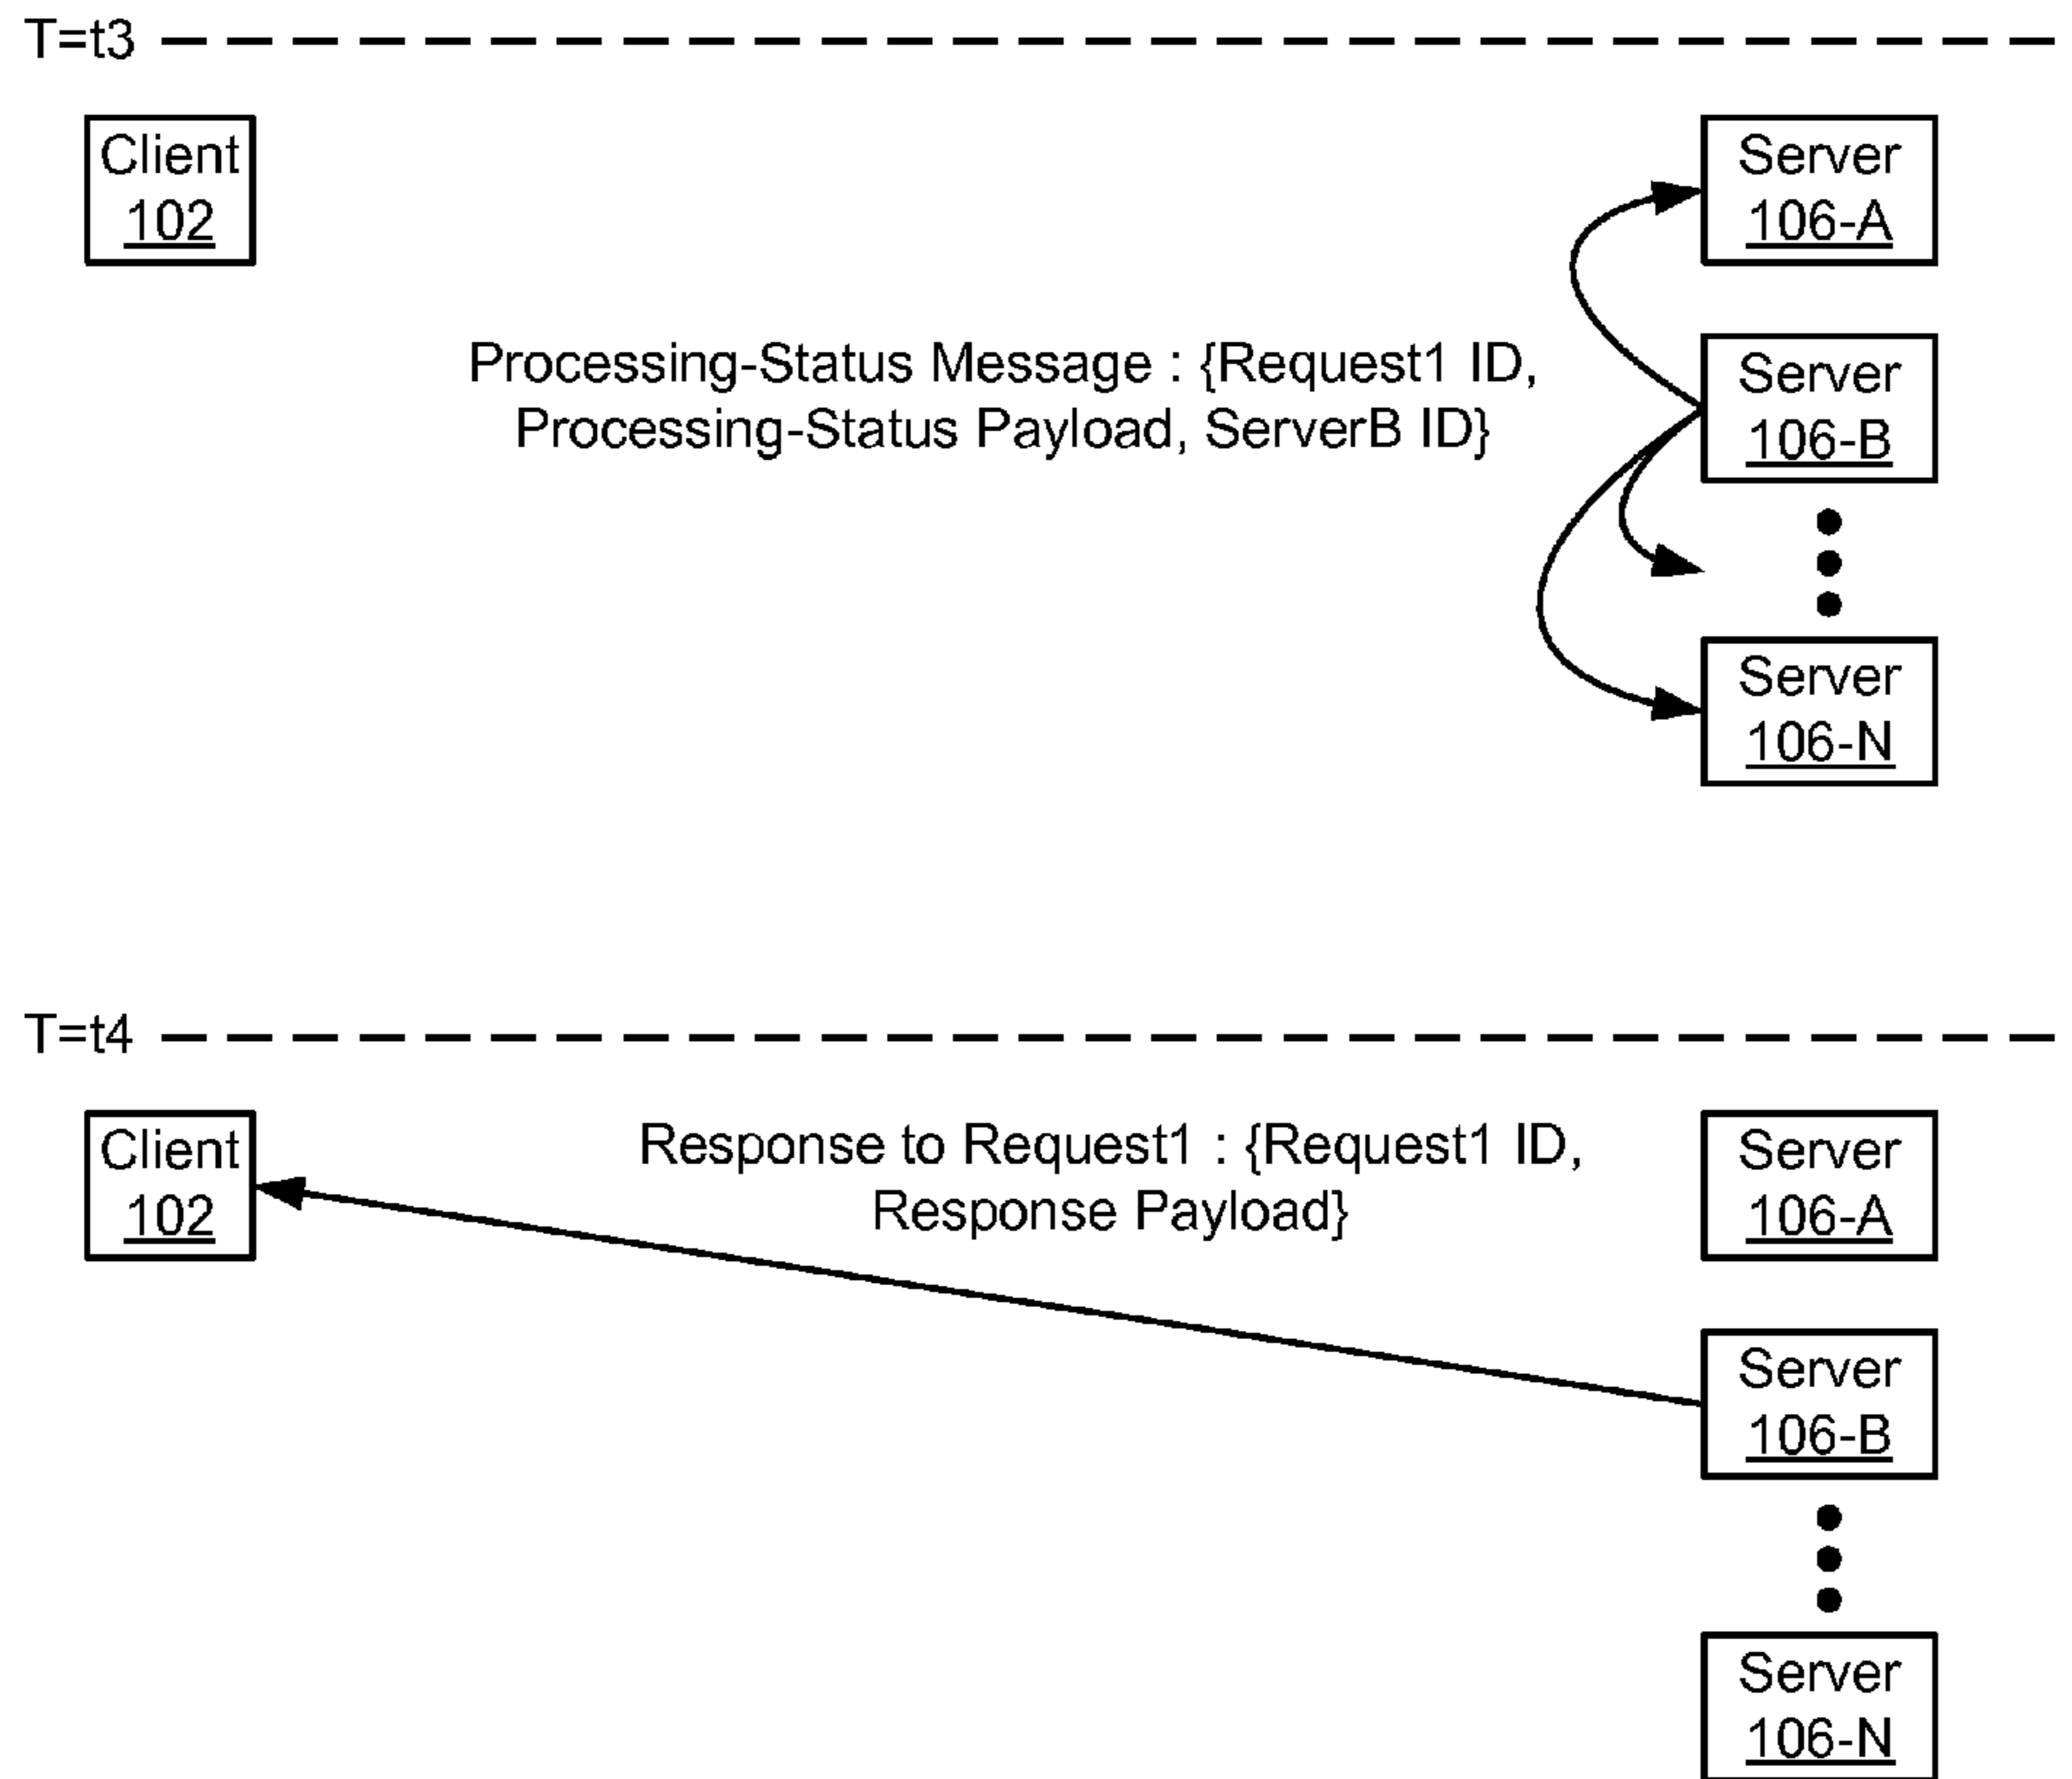 T=t3
Client
102
Server
106-A
Processing-Status Message : {Request1 ID,
Processing-Status Payload, ServerB ID}
Server
106-B
Server
106-N
T=t4
Client
102
Response to Request1 : {Request1 ID,
Response Payload}
Server
106-A
Server
106-B
Server
106-N